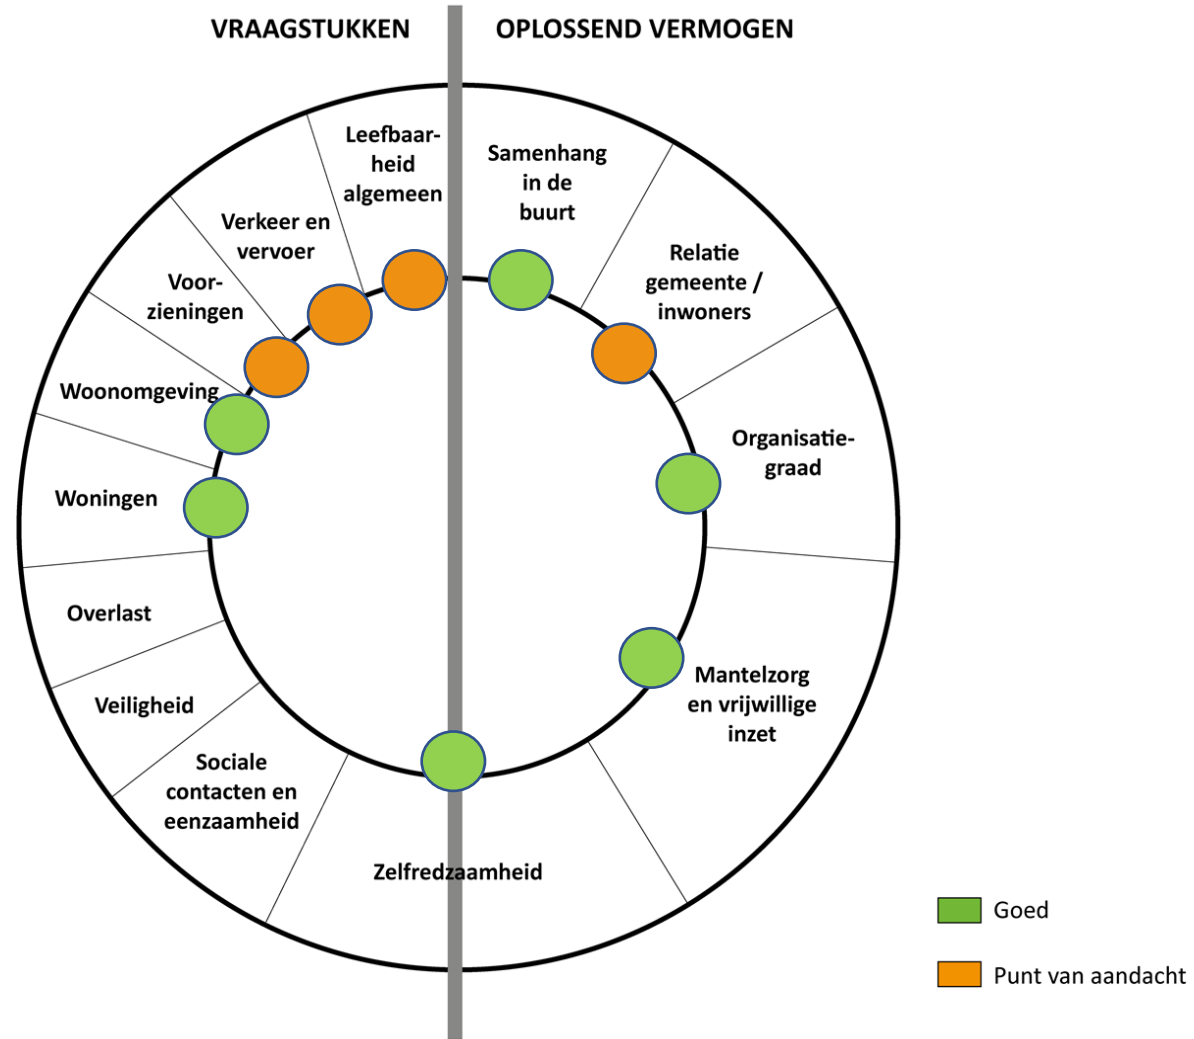 VRAAGSTUKKEN
OPLOSSEND VERMOGEN
Leefbaar-
heid
algemeen
Samenhang
in de
buurt
Verkeer en
vervoer
Relatie
gemeente /
inwoners
Voor-
zieningen
Woonomgeving
Organisatie-
graad
Woningen
Overlast
Mantelzorg
en vrijwillige
inzet
Veiligheid
Sociale
contacten en
eenzaamheid
Zelfredzaamheid
Goed
Punt van aandacht